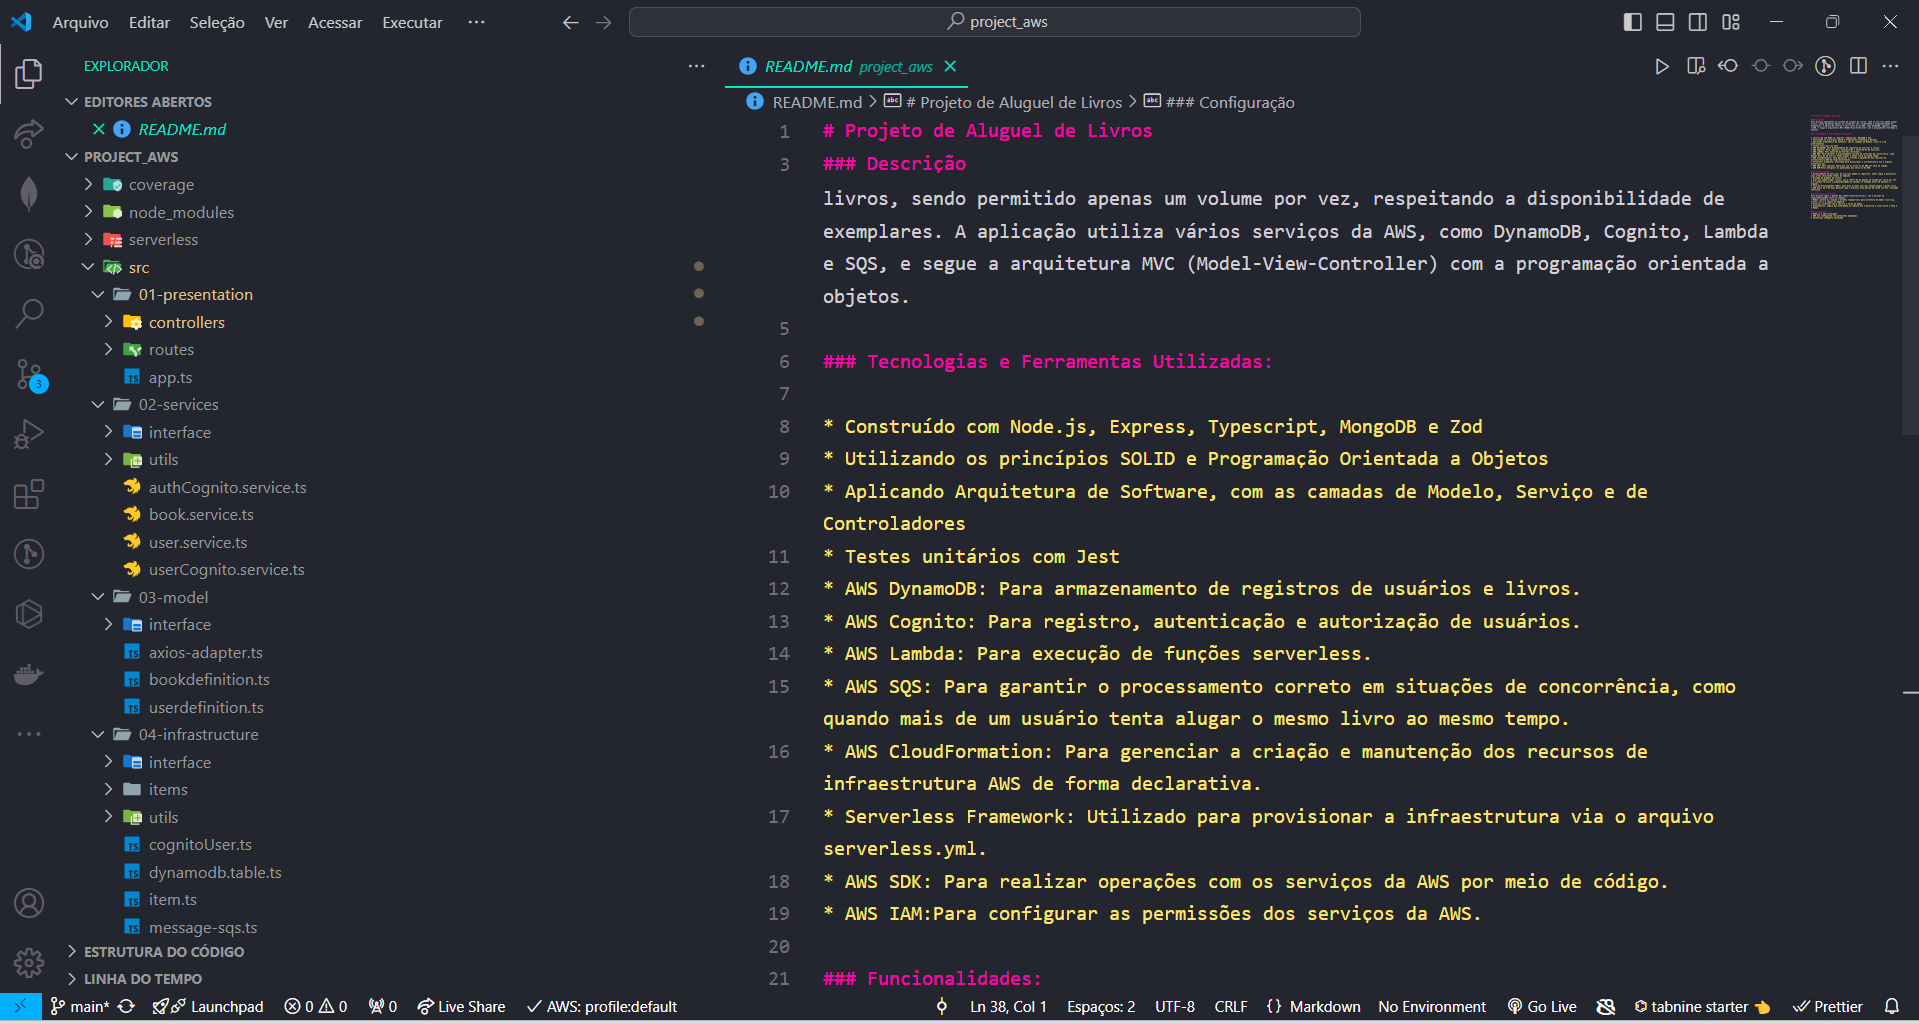 Arquivo Editar Seleção Ver Acessar Executar ···
project_aws
EXPLORADOR ···
EDITORES ABERTOS
README.md
PROJECT_AWS
coverage
node_modules
serverless
src
01-presentation
controllers
routes
TS app.ts
02-services
interface
utils
authCognito.service.ts
book.service.ts
user.service.ts
userCognito.service.ts
03-model
interface
TS axios-adapter.ts
TS bookdefinition.ts
TS userdefinition.ts
04-infrastructure
interface
items
utils
TS cognitoUser.ts
TS dynamodb.table.ts
TS item.ts
TS message-sqs.ts
ESTRUTURA DO CÓDIGO
LINHA DO TEMPO
3
README.md project_aws
README.md > abc # Projeto de Aluguel de Livros > abc ### Configuração
1 # Projeto de Aluguel de Livros
3 ### Descrição
livros, sendo permitido apenas um volume por vez, respeitando a disponibilidade de
exemplares. A aplicação utiliza vários serviços da AWS, como DynamoDB, Cognito, Lambda
e SQS, e segue a arquitetura MVC (Model-View-Controller) com a programação orientada a
objetos.
5
6 ### Tecnologias e Ferramentas Utilizadas:
7
8 * Construído com Node.js, Express, Typescript, MongoDB e Zod
9 * Utilizando os princípios SOLID e Programação Orientada a Objetos
10 * Aplicando Arquitetura de Software, com as camadas de Modelo, Serviço e de
Controladores
11 * Testes unitários com Jest
12 * AWS DynamoDB: Para armazenamento de registros de usuários e livros.
13 * AWS Cognito: Para registro, autenticação e autorização de usuários.
14 * AWS Lambda: Para execução de funções serverless.
15 * AWS SQS: Para garantir o processamento correto em situações de concorrência, como
quando mais de um usuário tenta alugar o mesmo livro ao mesmo tempo.
16 * AWS CloudFormation: Para gerenciar a criação e manutenção dos recursos de
infraestrutura AWS de forma declarativa.
17 * Serverless Framework: Utilizado para provisionar a infraestrutura via o arquivo
serverless.yml.
18 * AWS SDK: Para realizar operações com os serviços da AWS por meio de código.
19 * AWS IAM:Para configurar as permissões dos serviços da AWS.
20
21 ### Funcionalidades:
main* Launchpad 0 0 0 Live Share AWS: profile:default Ln 38, Col 1 Espaços: 2 UTF-8 CRLF {} Markdown No Environment Go Live tabnine starter Prettier